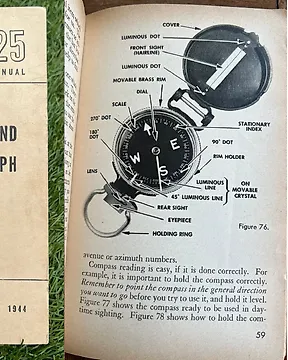 25
ANUAL
ND
PH
1944
COVER
LUMINOUS DOT
FRONT SIGHT
(HAIRLINE)
LUMINOUS DOT
MOVABLE BRASS RIM
DIAL
SCALE
270° DOT
180°
DOT
LENS
STATIONARY
INDEX
90° DOT
RIM HOLDER
LUMINOUS
LINE
45° LUMINOUS LINE
ON
MOVABLE
CRYSTAL
REAR SIGHT
EYEPIECE
HOLDING RING
E
W
S
Figure 76.
avenue or azimuth numbers.
Compass reading is easy, if it is done correctly. For
example, it is important to hold the compass correctly.
Remember to point the compass in the general direction
you want to go before you try to use it, and hold it level.
Figure 77 shows the compass ready to be used in day-
time sighting. Figure 78 shows how to hold the com-
59